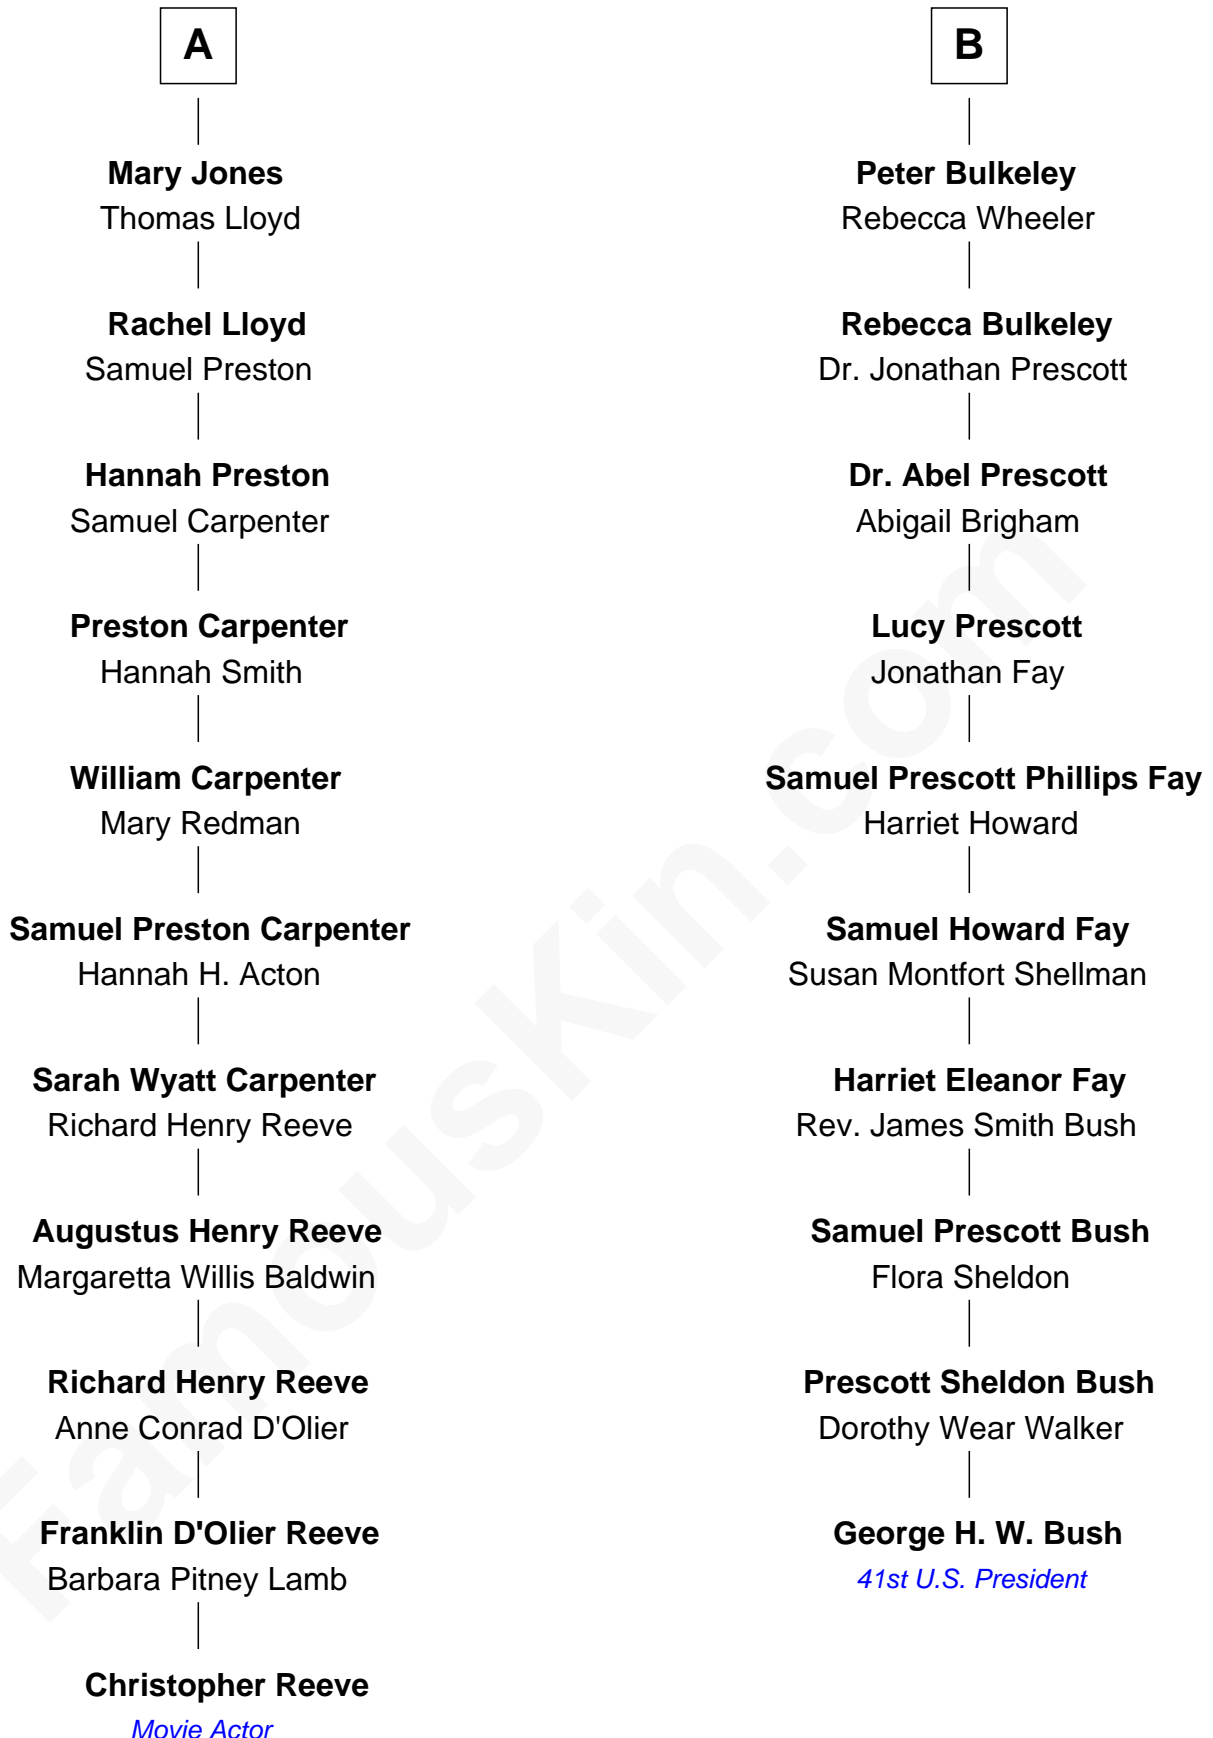 A
Mary Jones
Thomas Lloyd
Rachel Lloyd
Samuel Preston
Hannah Preston
Samuel Carpenter
Preston Carpenter
Hannah Smith
William Carpenter
Mary Redman
Samuel Preston Carpenter
Hannah H. Acton
Sarah Wyatt Carpenter
Richard Henry Reeve
Augustus Henry Reeve
Margaretta Willis Baldwin
Richard Henry Reeve
Anne Conrad D'Olier
Franklin D'Olier Reeve
Barbara Pitney Lamb
Christopher Reeve
Movie Actor
B
Peter Bulkeley
Rebecca Wheeler
Rebecca Bulkeley
Dr. Jonathan Prescott
Dr. Abel Prescott
Abigail Brigham
Lucy Prescott
Jonathan Fay
Samuel Prescott Phillips Fay
Harriet Howard
Samuel Howard Fay
Susan Montfort Shellman
Harriet Eleanor Fay
Rev. James Smith Bush
Samuel Prescott Bush
Flora Sheldon
Prescott Sheldon Bush
Dorothy Wear Walker
George H. W. Bush
41st U.S. President
FamousKin.com